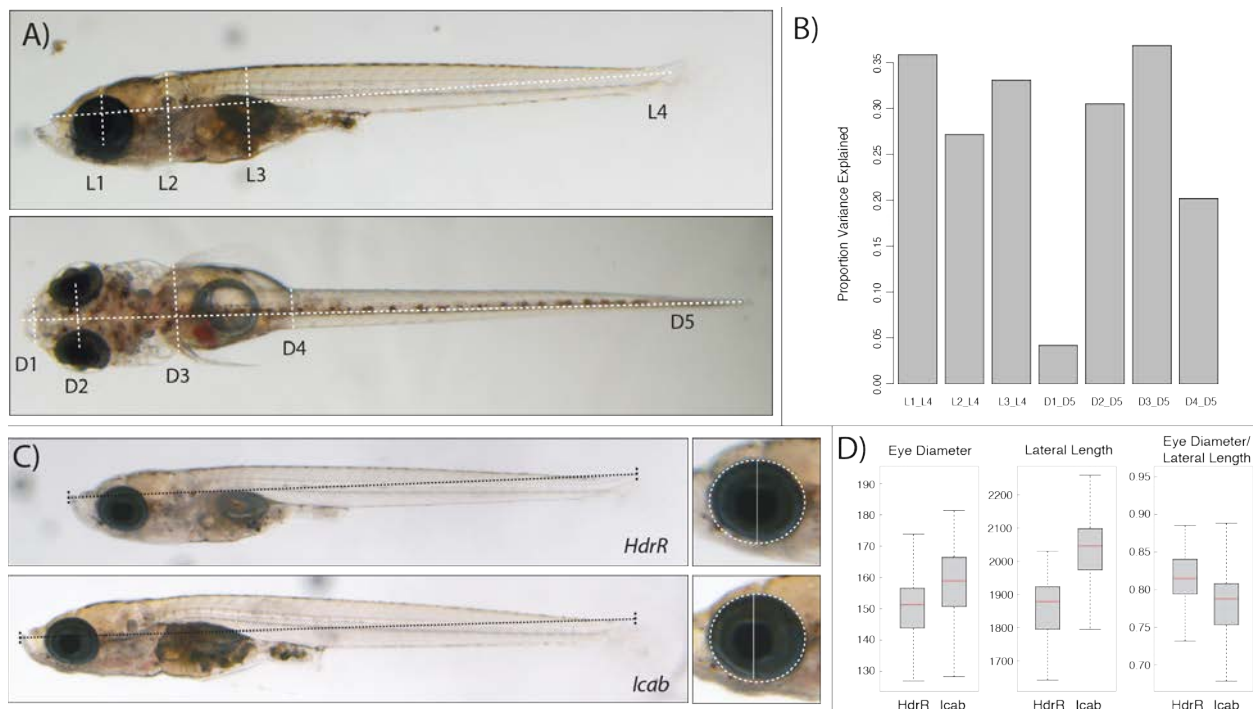 A)
L1
L2
L3
L4
D1
D2
D3
D4
D5
B)
Proportion Variance Explained
0.35
0.30
0.25
0.20
0.15
0.10
0.05
0.00
L1_L4 L2_L4 L3_L4 D1_D5 D2_D5 D3_D5 D4_D5
C)
HdrR
Icab
D)
Eye Diameter
190
180
170
160
150
140
130
HdrR Icab
Lateral Length
2200
2100
2000
1900
1800
1700
HdrR Icab
Eye Diameter/
Lateral Length
0.95
0.90
0.85
0.80
0.75
0.70
HdrR Icab